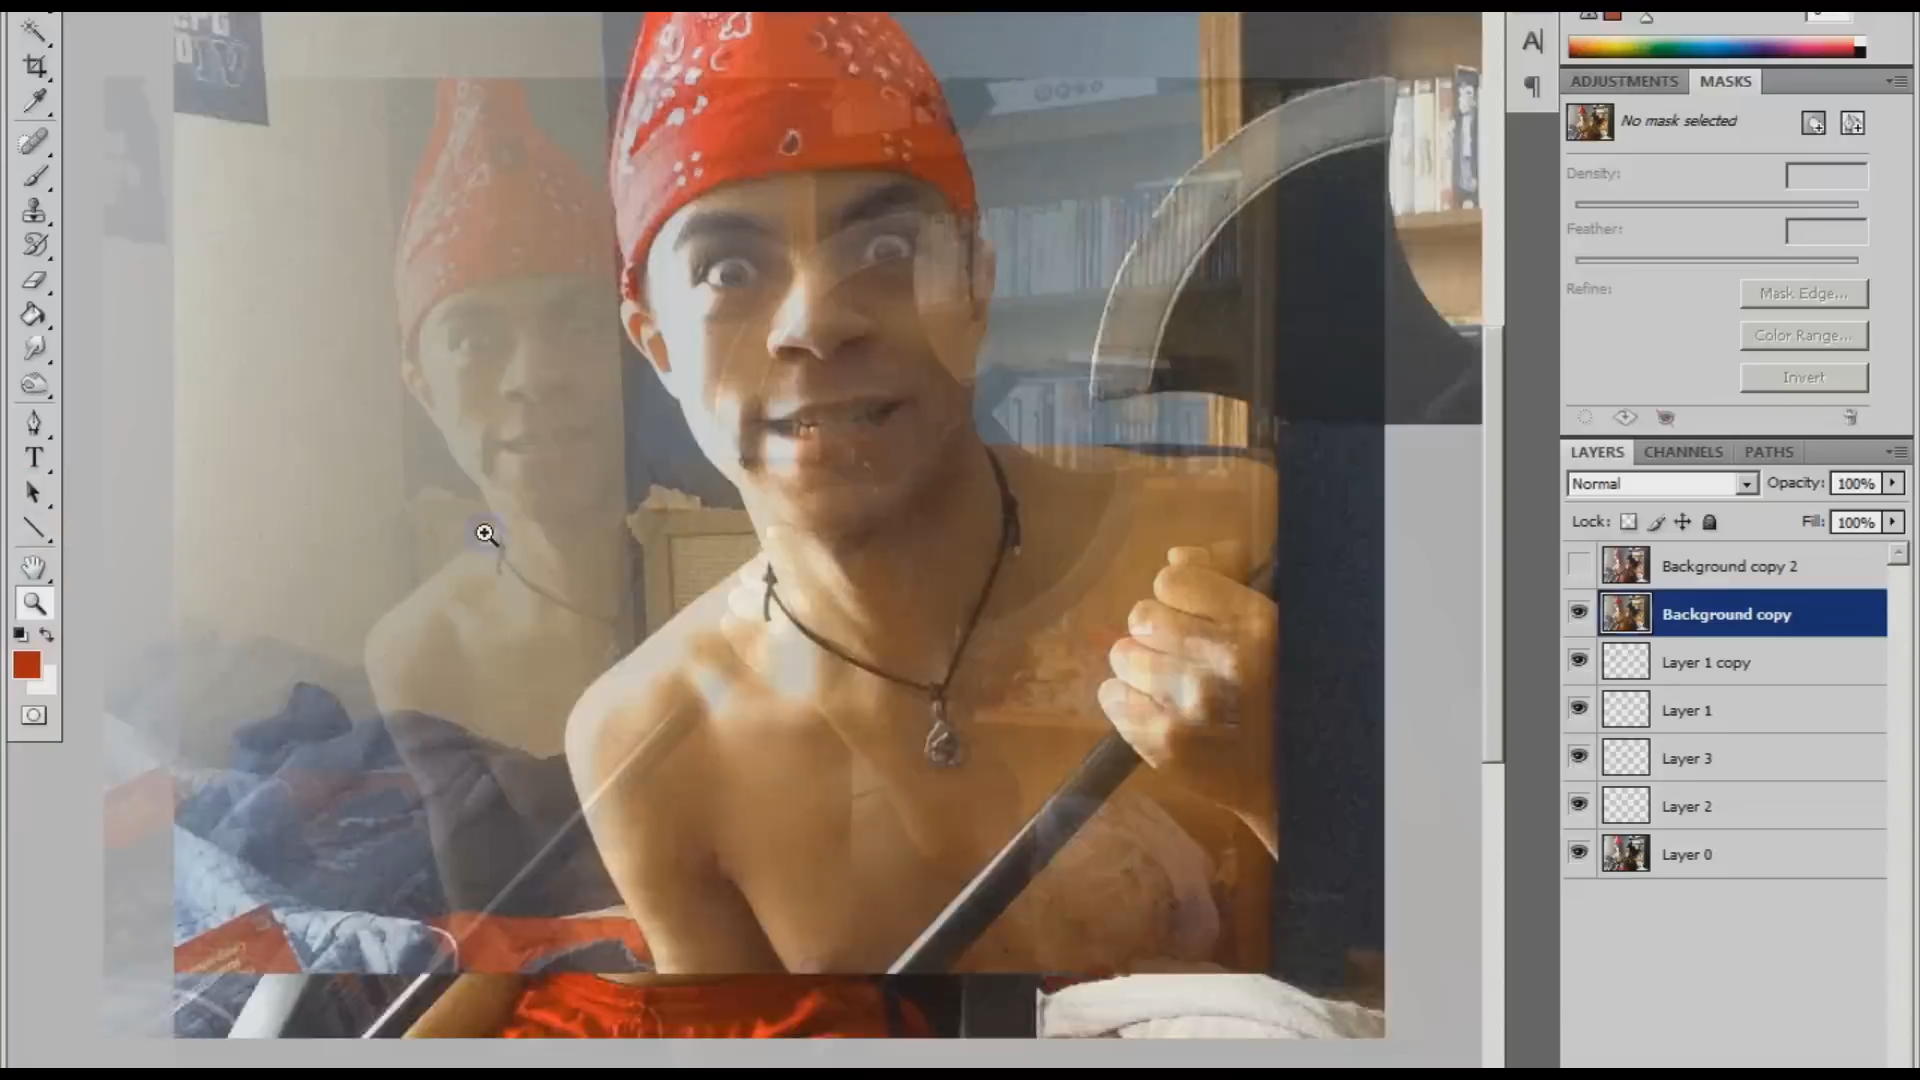 A
ADJUSTMENTS MASKS
No mask selected
Density:
Feather:
Refine:
Mask Edge...
Color Range...
Invert
LAYERS CHANNELS PATHS
Normal Opacity: 100%
Lock: Fill: 100%
Background copy 2
Background copy
Layer 1 copy
Layer 1
Layer 3
Layer 2
Layer 0
T